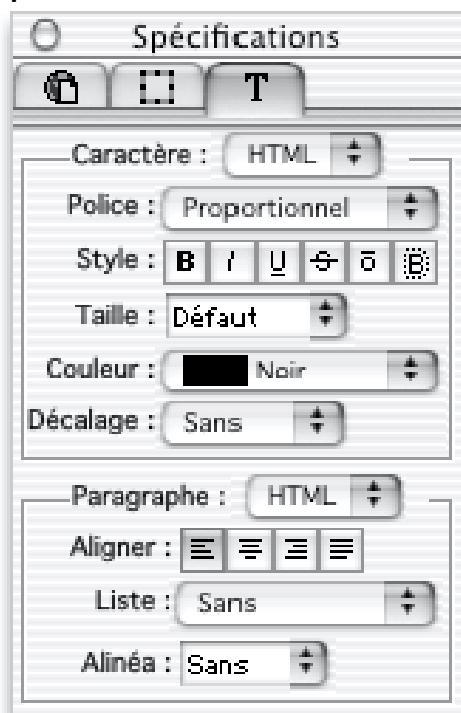 Spécifications
T
Caractère : HTML
Police : Proportionnel
Style : B I U S o B
Taille : Défaut
Couleur : Noir
Décalage : Sans
Paragraphe : HTML
Aligner :
Liste : Sans
Alinéa : Sans